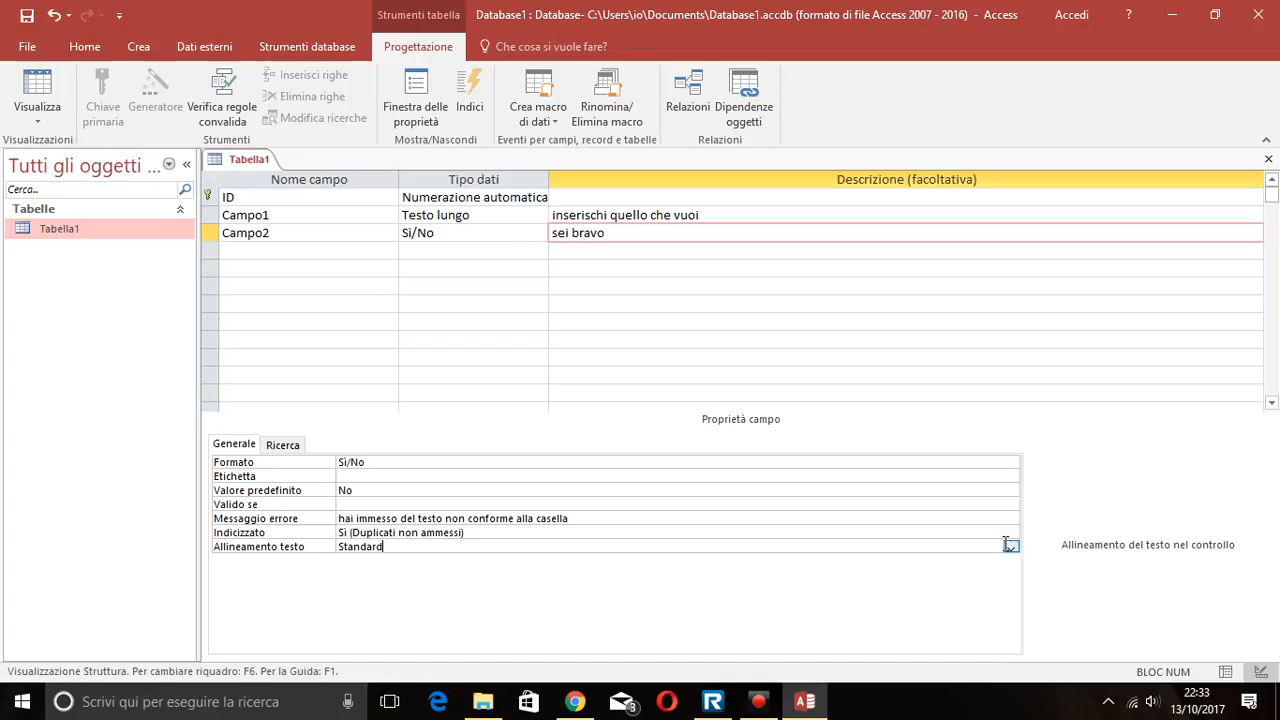 Strumenti tabella
Database1 : Database- C:\Users\io\Documents\Database1.accdb (formato di file Access 2007 - 2016) - Access
Accedi
?
File
Home
Crea
Dati esterni
Strumenti database
Progettazione
Che cosa si vuole fare?
Visualizza
Chiave primaria
Generatore
Verifica regole convalida
Inserisci righe
Elimina righe
Modifica ricerche
Finestra delle proprietà
Indici
Crea macro di dati
Rinomina/ Elimina macro
Relazioni
Dipendenze oggetti
Visualizzazioni
Strumenti
Mostra/Nascondi
Eventi per campi, record e tabelle
Relazioni
Tutti gli oggetti ...
Cerca...
Tabelle
Tabella1
Tabella1
Nome campo Tipo dati Descrizione (facoltativa)
ID Numerazione automatica
Campo1 Testo lungo inserischi quello che vuoi
Campo2 Sì/No sei bravo
Proprietà campo
Generale Ricerca
Formato Sì/No
Etichetta
Valore predefinito No
Valido se
Messaggio errore hai immesso del testo non conforme alla casella
Indicizzato Sì (Duplicati non ammessi)
Allineamento testo Standard
Allineamento del testo nel controllo
Visualizzazione Struttura. Per cambiare riquadro: F6. Per la Guida: F1.
BLOC NUM
Scrivi qui per eseguire la ricerca
3
22:33
13/10/2017